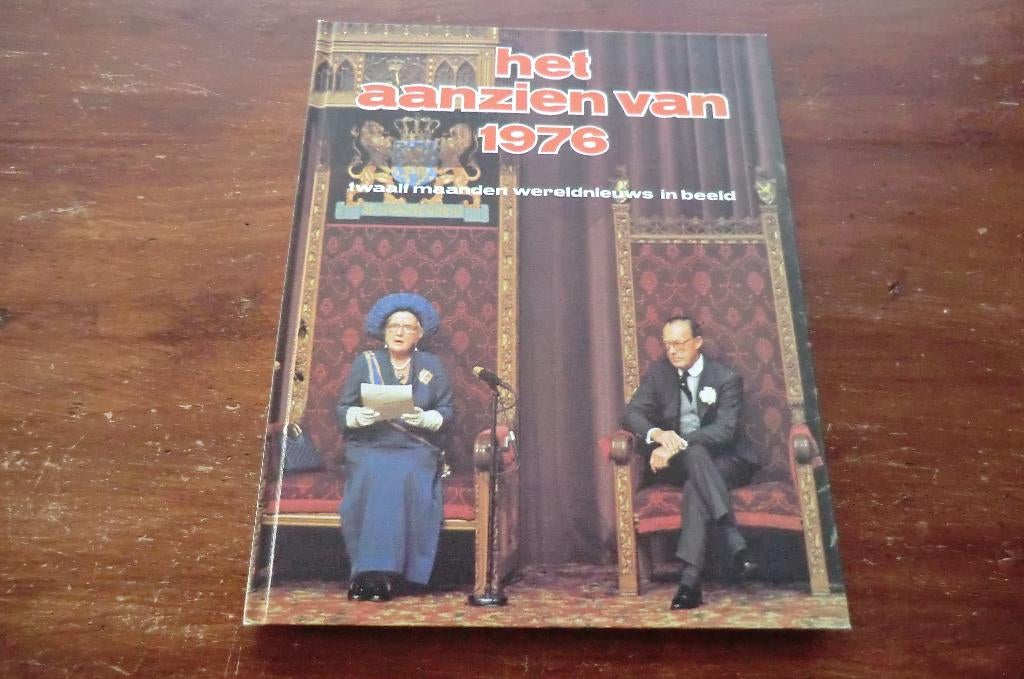 het
aanzien van
1976
twaalf maanden wereldnieuws in beeld